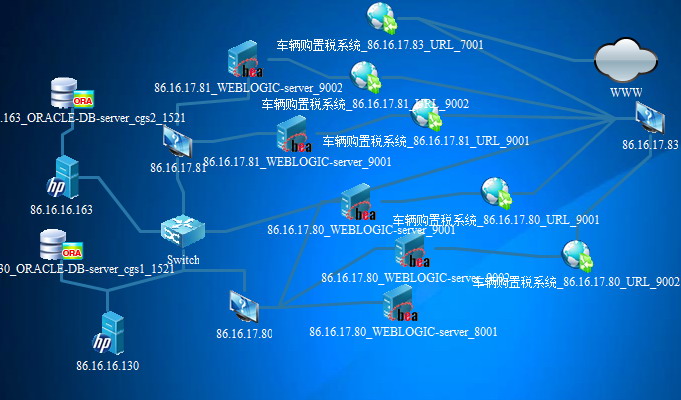 车辆购置税系统_86.16.17.83_URL_7001
86.16.17.81_WEBLOGIC-server_9002
bea
WWW
车辆购置税系统_86.16.17.81_URL_9002
ORA
.163_ORACLE-DB-server_cgs2_1521
车辆购置税系统_86.16.17.81_URL_9001
86.16.17.83
bea
86.16.17.81
86.16.17.81_WEBLOGIC-server_9001
hp
86.16.16.163
bea
车辆购置税系统_86.16.17.80_URL_9001
86.16.17.80_WEBLOGIC-server_9001
Switch
ORA
30_ORACLE-DB-server_cgs1_1521
bea
86.16.17.80_WEBLOGIC-server_9002
车辆购置税系统_86.16.17.80_URL_9002
bea
86.16.17.80
86.16.17.80_WEBLOGIC-server_8001
hp
86.16.16.130